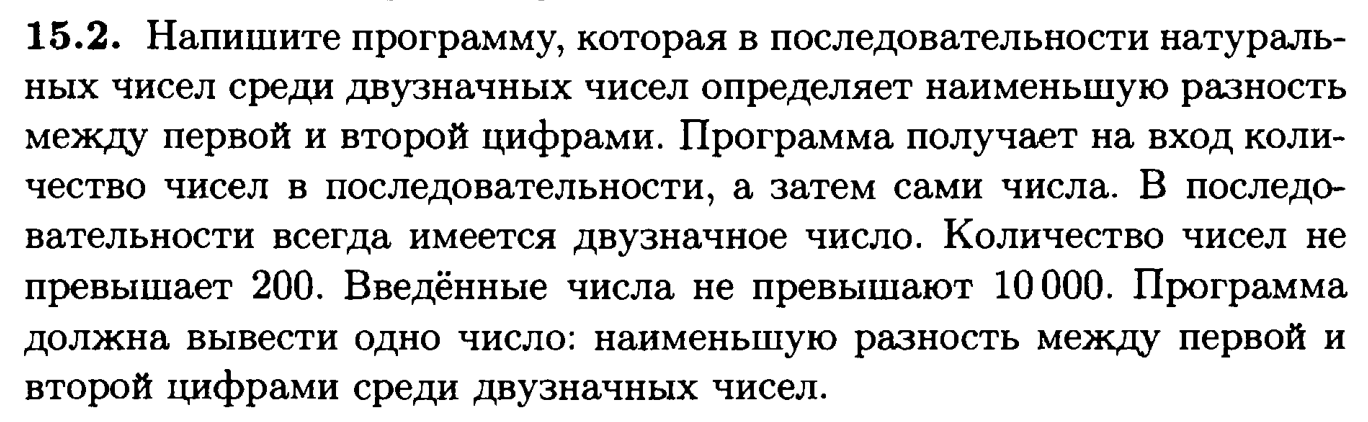 15.2. Напишите программу, которая в последовательности натураль-
ных чисел среди двузначных чисел определяет наименьшую разность
между первой и второй цифрами. Программа получает на вход коли-
чество чисел в последовательности, а затем сами числа. В последо-
вательности всегда имеется двузначное число. Количество чисел не
превышает 200. Введённые числа не превышают 10 000. Программа
должна вывести одно число: наименьшую разность между первой и
второй цифрами среди двузначных чисел.